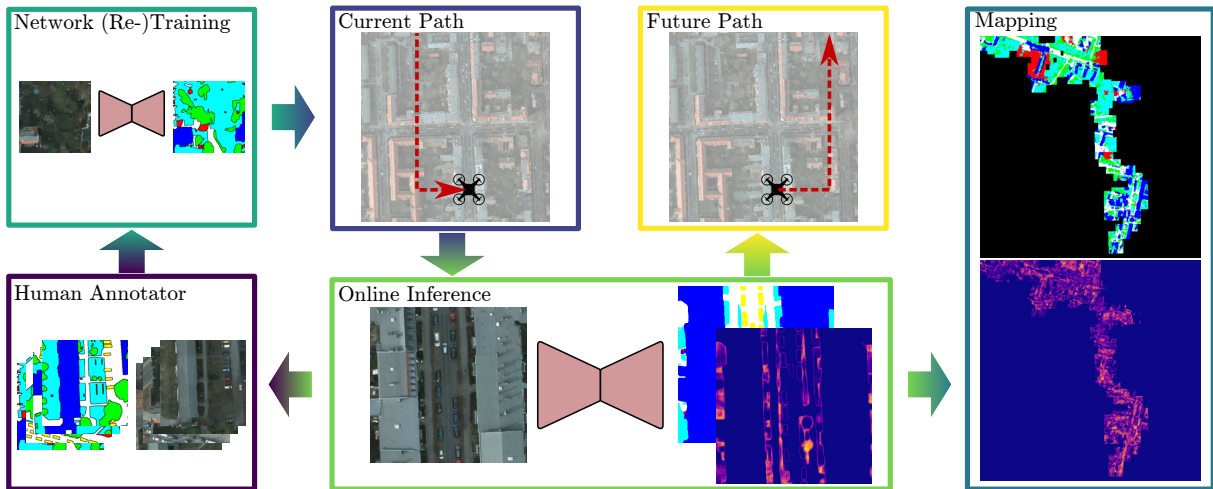 Network (Re-)Training
Current Path
Future Path
Mapping
Human Annotator
Online Inference